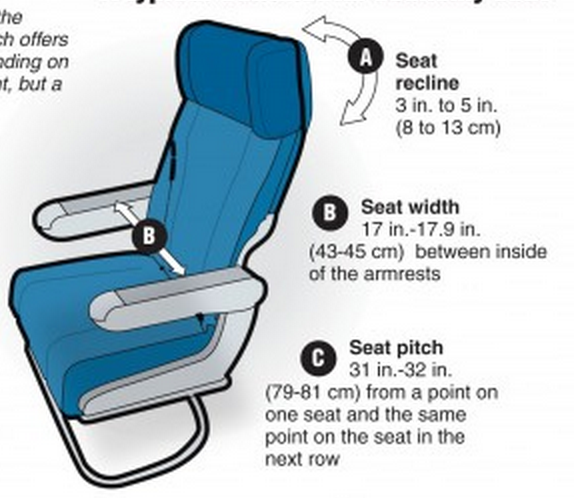 the
ch offers
nding on
nt, but a
A
Seat
recline
3 in. to 5 in.
(8 to 13 cm)
B
B
Seat width
17 in.-17.9 in.
(43-45 cm) between inside
of the armrests
C
Seat pitch
31 in.-32 in.
(79-81 cm) from a point on
one seat and the same
point on the seat in the
next row